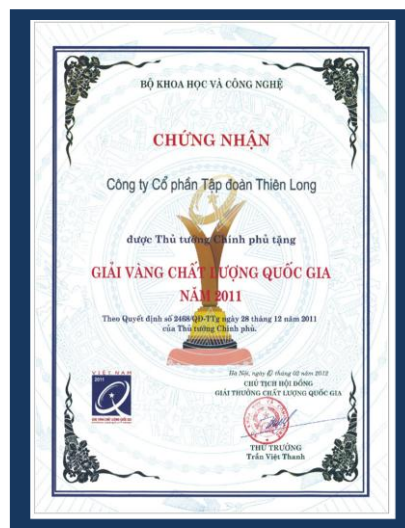 BỘ KHOA HỌC VÀ CÔNG NGHỆ
CHỨNG NHẬN
Công ty Cổ phần Tập đoàn Thiên Long
được Thủ tướng Chính phủ tặng
GIẢI VÀNG CHẤT LƯỢNG QUỐC GIA
NĂM 2011
Theo Quyết định số 2468/QĐ-TTg ngày 28 tháng 12 năm 2011
của Thủ tướng Chính phủ.
Hà Nội, ngày tháng 02 năm 2012
CHỦ TỊCH HỘI ĐỒNG
GIẢI THƯỞNG CHẤT LƯỢNG QUỐC GIA
VIỆT NAM
2011
THỨ TRƯỞNG
Trần Việt Thanh